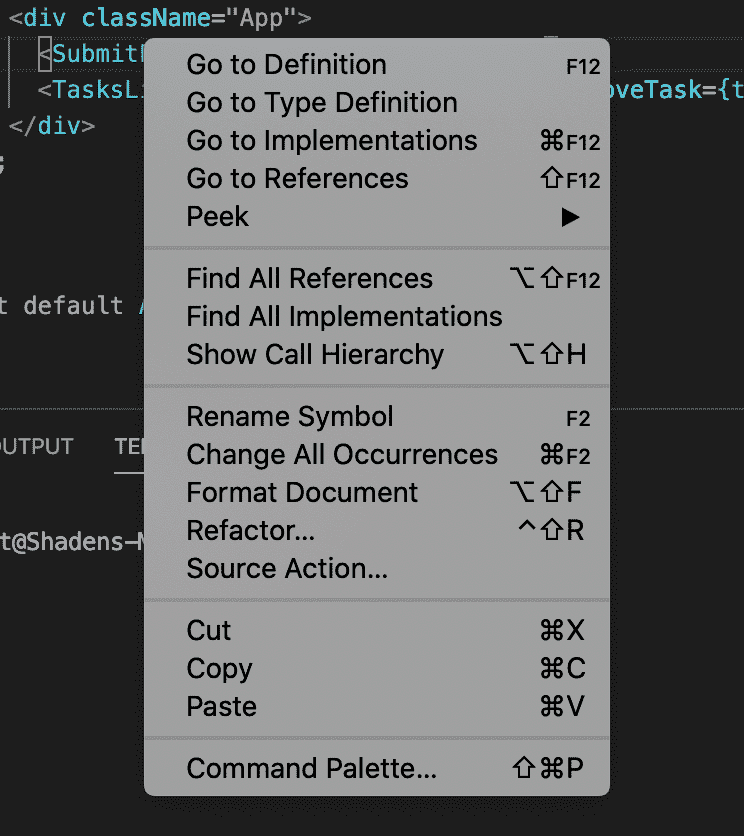 <div className="App">
<Submit
<TasksL oveTask={t
</div>
;
t default
OUTPUT TE
t@Shadens-M
Go to Definition F12
Go to Type Definition
Go to Implementations ⌘F12
Go to References ⇧F12
Peek ▶
Find All References ⌥⇧F12
Find All Implementations
Show Call Hierarchy ⌥⇧H
Rename Symbol F2
Change All Occurrences ⌘F2
Format Document ⌥⇧F
Refactor... ^⇧R
Source Action...
Cut ⌘X
Copy ⌘C
Paste ⌘V
Command Palette... ⇧⌘P